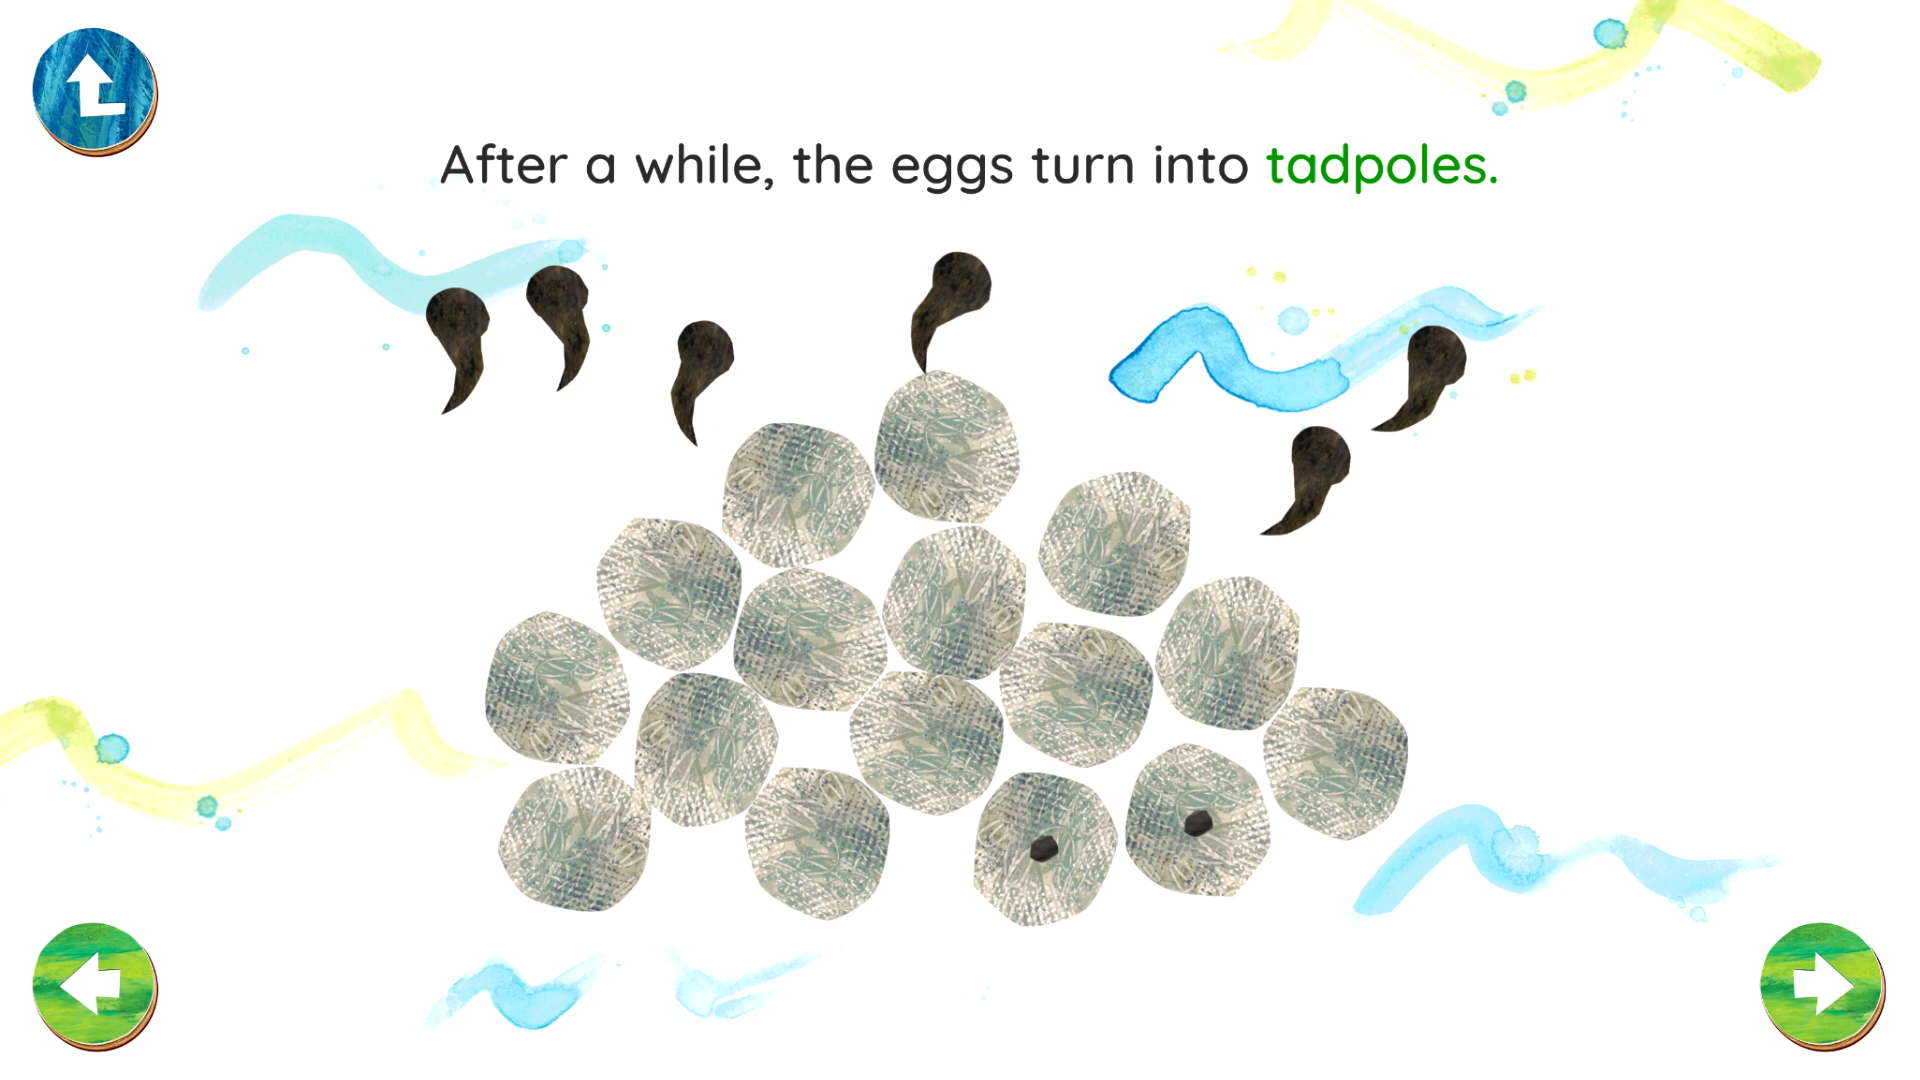 After a while, the eggs turn into tadpoles.